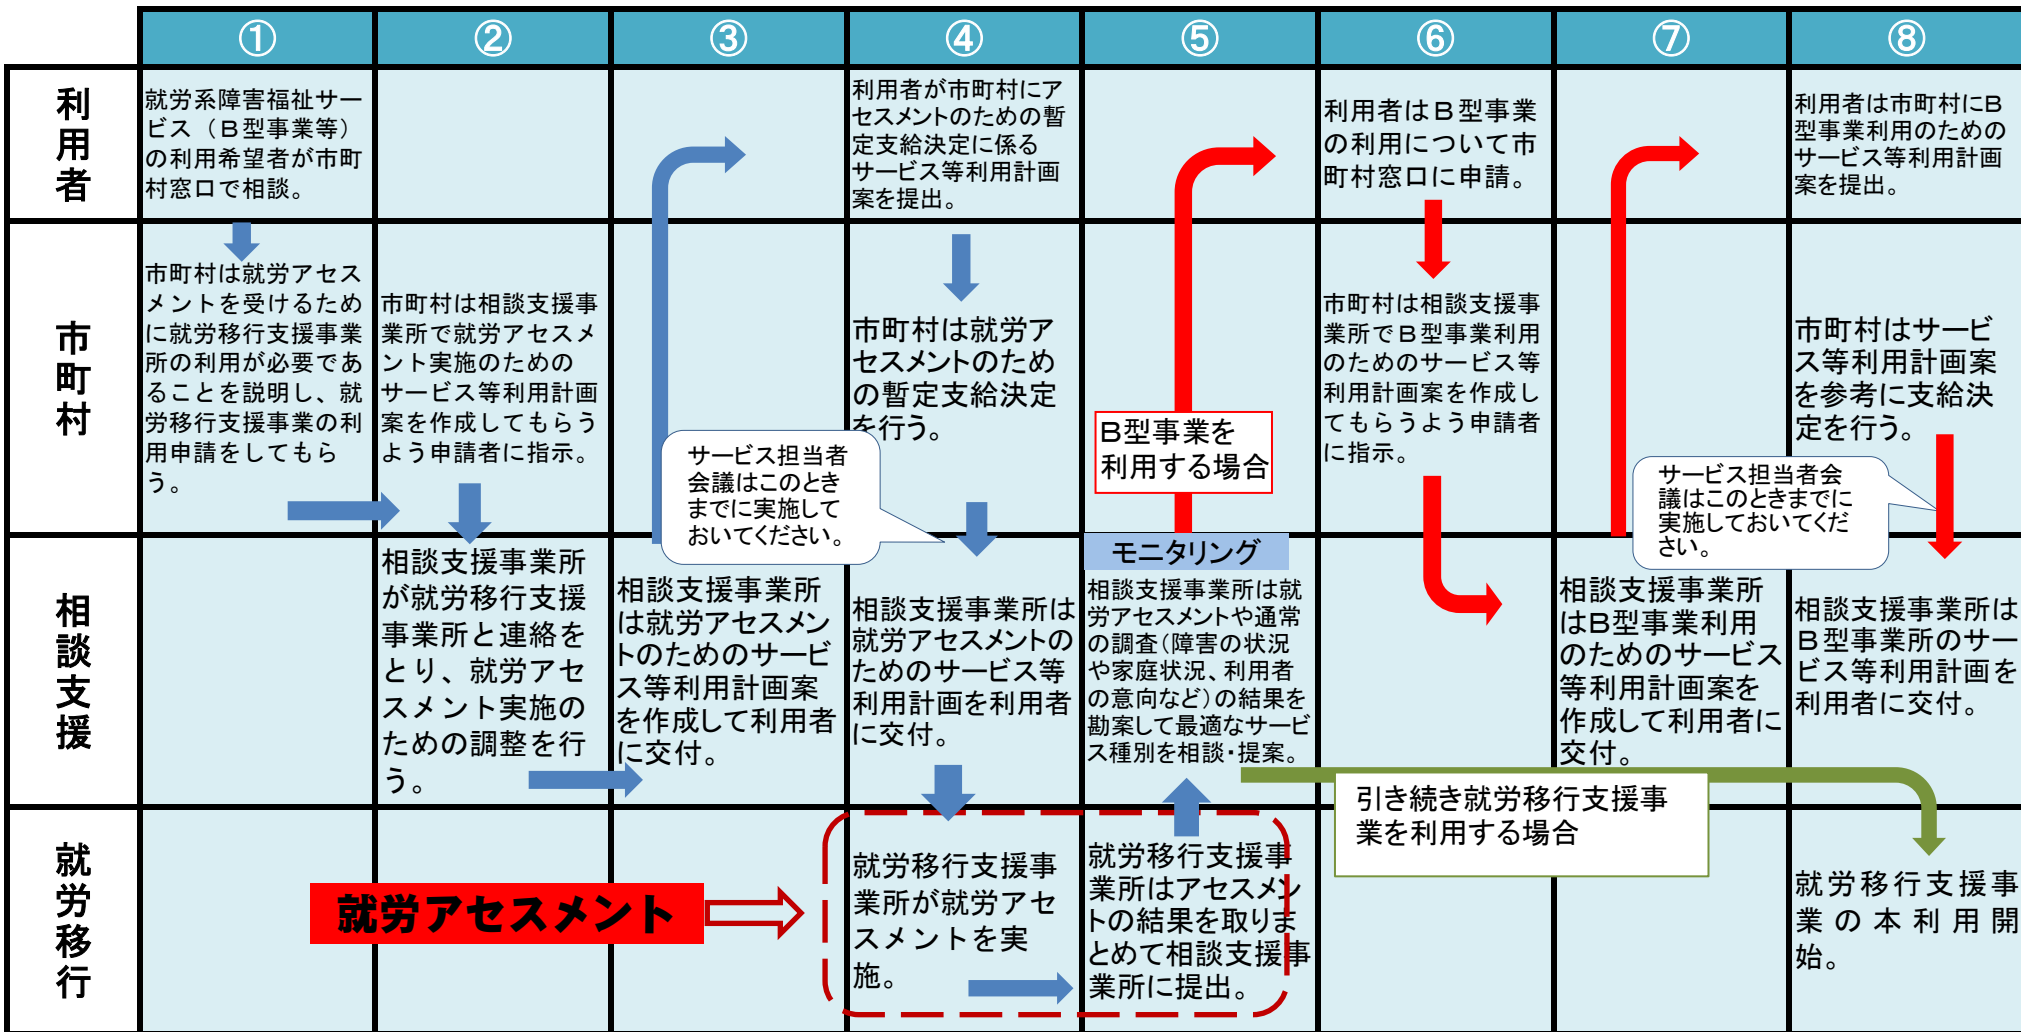 ①
②
③
④
⑤
⑥
⑦
⑧
利用者
就労系障害福祉サー
ビス（Ｂ型事業等）
の利用希望者が市町
村窓口で相談。
利用者が市町村にア
セスメントのための暫
定支給決定に係る
サービス等利用計画
案を提出。
利用者はＢ型事業
の利用について市
町村窓口に申請。
利用者は市町村にＢ
型事業利用のための
サービス等利用計画
案を提出。
市町村
市町村は就労アセス
メントを受けるため
に就労移行支援事業
所の利用が必要であ
ることを説明し、就
労移行支援事業の利
用申請をしてもら
う。
市町村は相談支援事
業所で就労アセスメ
ント実施のための
サービス等利用計画
案を作成してもらう
よう申請者に指示。
サービス担当者
会議はこのとき
までに実施して
おいてください。
市町村は就労ア
セスメントのため
の暫定支給決定
を行う。
Ｂ型事業を
利用する場合
市町村は相談支援事
業所でＢ型事業利用
のためのサービス等
利用計画案を作成し
てもらうよう申請者
に指示。
サービス担当者会
議はこのときまでに
実施しておいてくだ
さい。
市町村はサービ
ス等利用計画案
を参考に支給決
定を行う。
相談支援
相談支援事業所
が就労移行支援
事業所と連絡を
とり、就労アセ
スメント実施の
ための調整を行
う。
相談支援事業所
は就労アセスメン
トのためのサービ
ス等利用計画案
を作成して利用者
に交付。
相談支援事業所は
就労アセスメントの
ためのサービス等
利用計画を利用者
に交付。
モニタリング
相談支援事業所は就
労アセスメントや通常
の調査（障害の状況
や家庭状況、利用者
の意向など）の結果を
勘案して最適なサービ
ス種別を相談・提案。
相談支援事業所
はＢ型事業利用
のためのサービス
等利用計画案を
作成して利用者に
交付。
相談支援事業所は
Ｂ型事業所のサー
ビス等利用計画を
利用者に交付。
引き続き就労移行支援事
業を利用する場合
就労移行
就労アセスメント
就労移行支援事
業所が就労アセ
スメントを実
施。
就労移行支援事
業所はアセスメン
トの結果を取りま
とめて相談支援事
業所に提出。
就労移行支援事
業の本利用開
始。